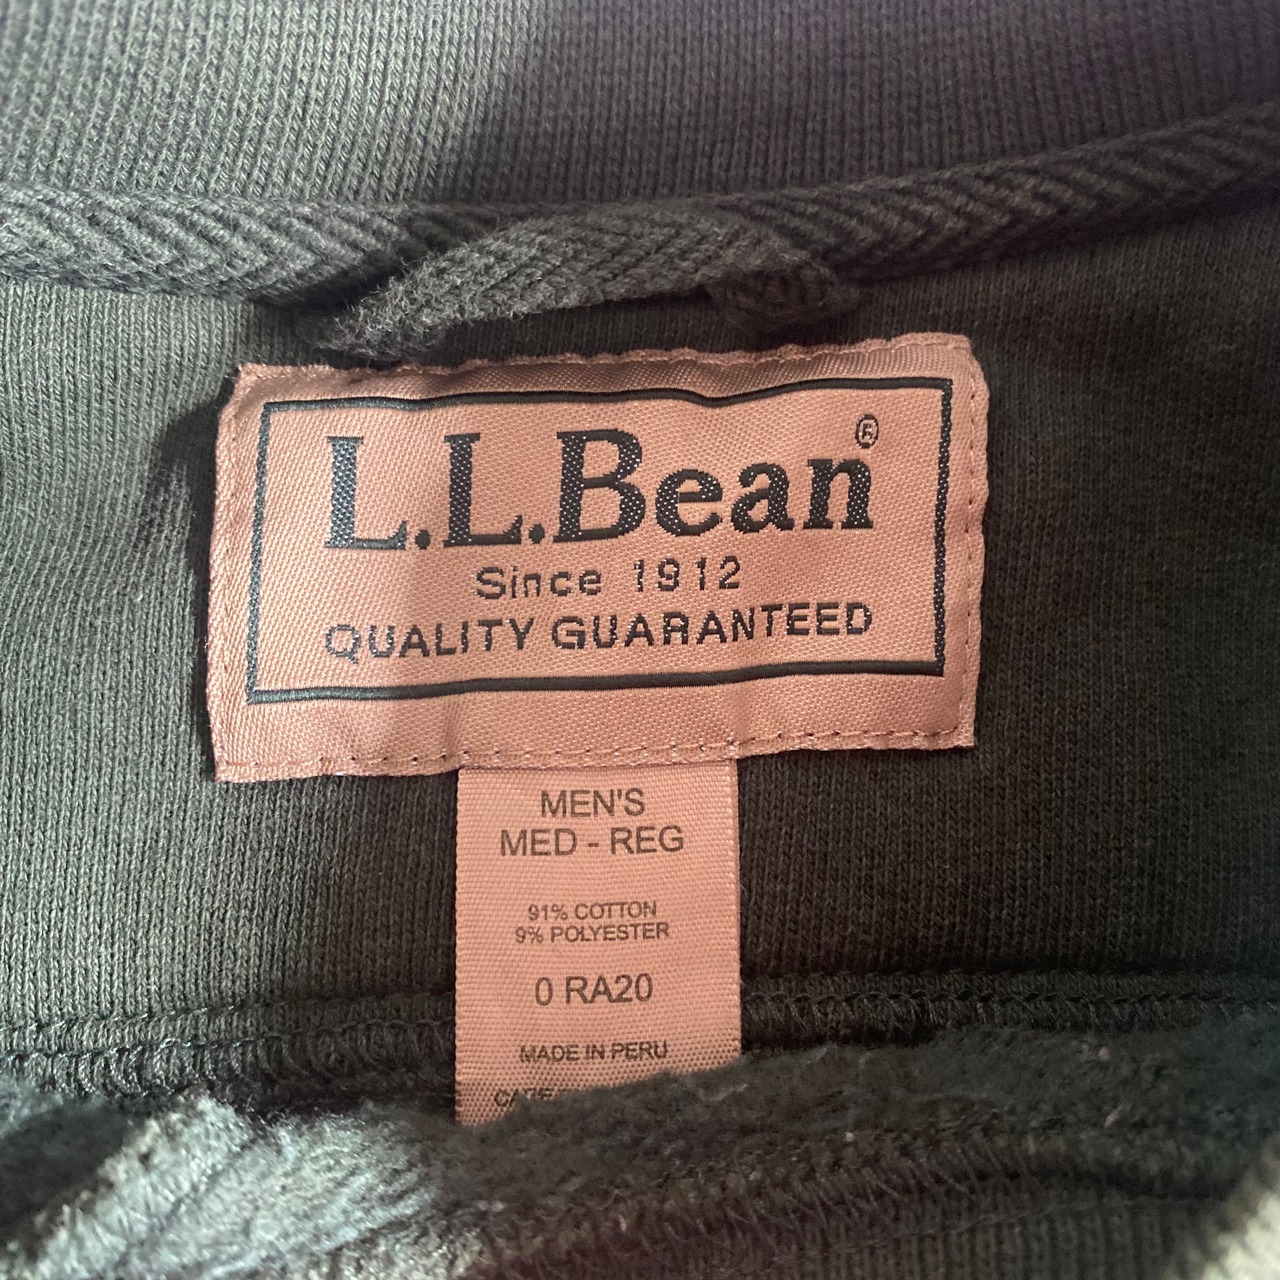 L.L.Bean®
Since 1912
QUALITY GUARANTEED
MEN'S
MED - REG
91% COTTON
9% POLYESTER
0 RA20
MADE IN PERU